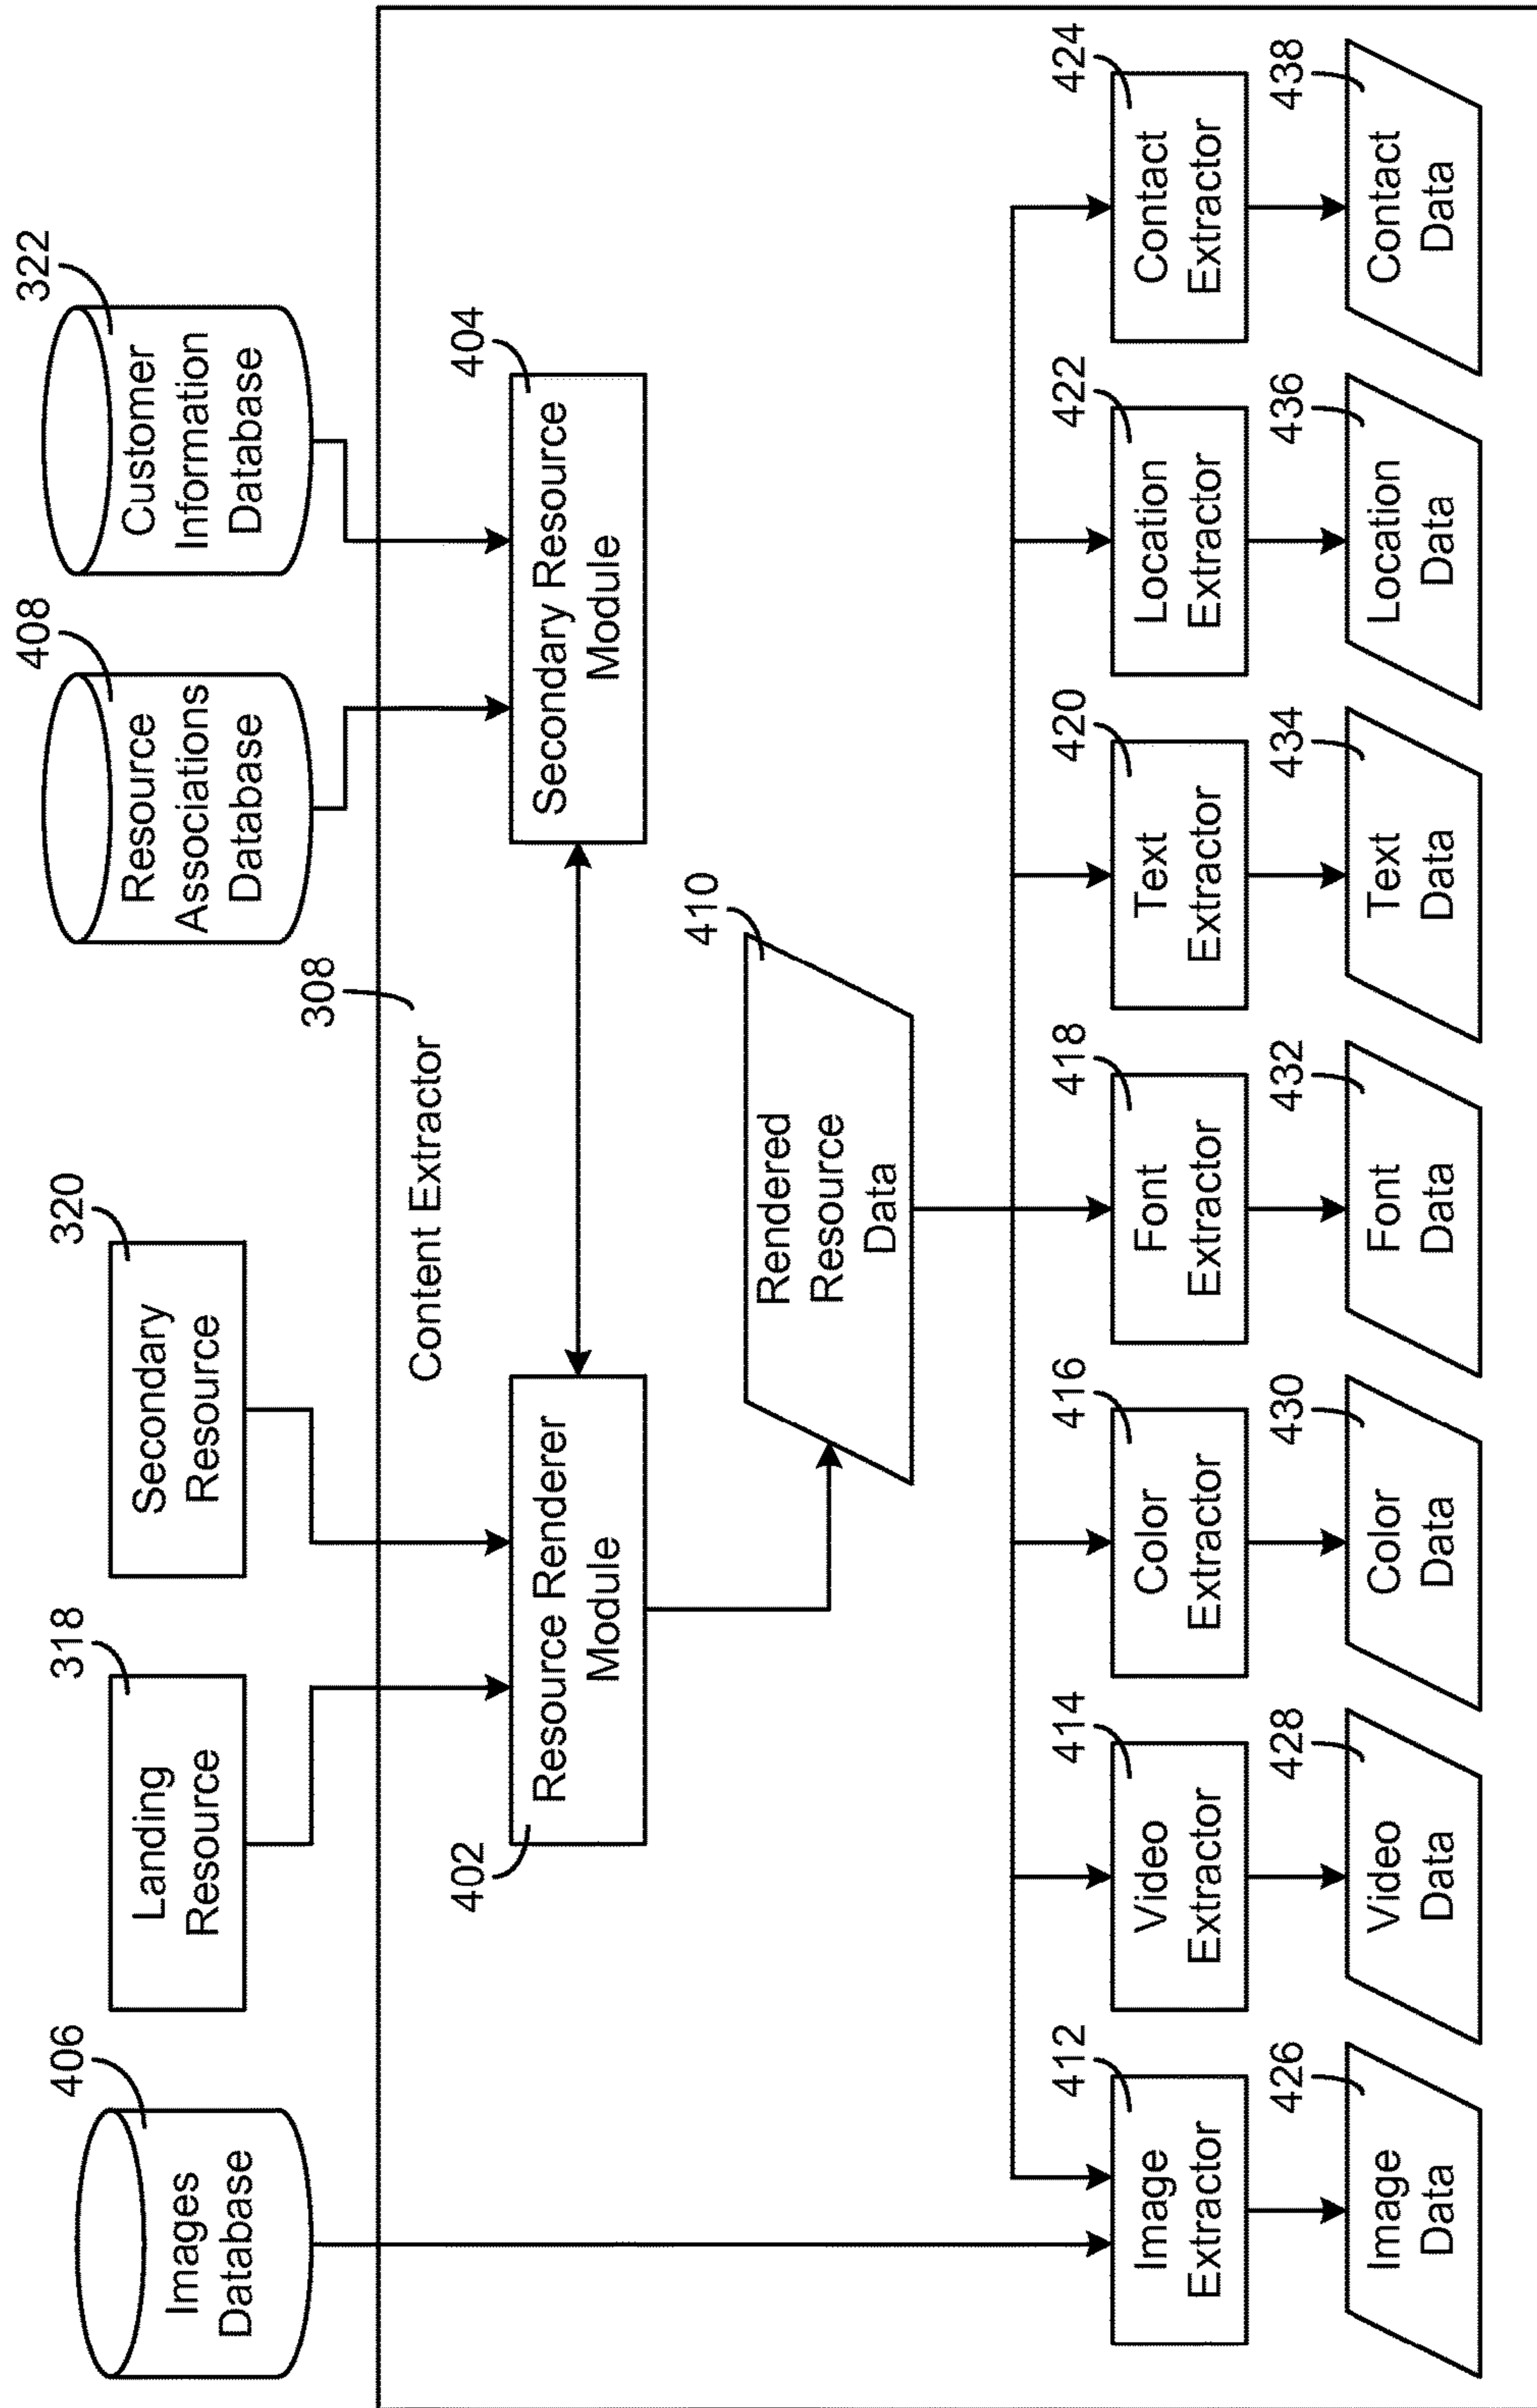 406
Images
Database
318
Landing
Resource
320
Secondary
Resource
408
Resource
Associations
Database
322
Customer
Information
Database
308
Content Extractor
402
Resource Renderer
Module
404
Secondary Resource
Module
410
Rendered
Resource
Data
412
Image
Extractor
414
Video
Extractor
416
Color
Extractor
418
Font
Extractor
420
Text
Extractor
422
Location
Extractor
424
Contact
Extractor
426
Image
Data
428
Video
Data
430
Color
Data
432
Font
Data
434
Text
Data
436
Location
Data
438
Contact
Data